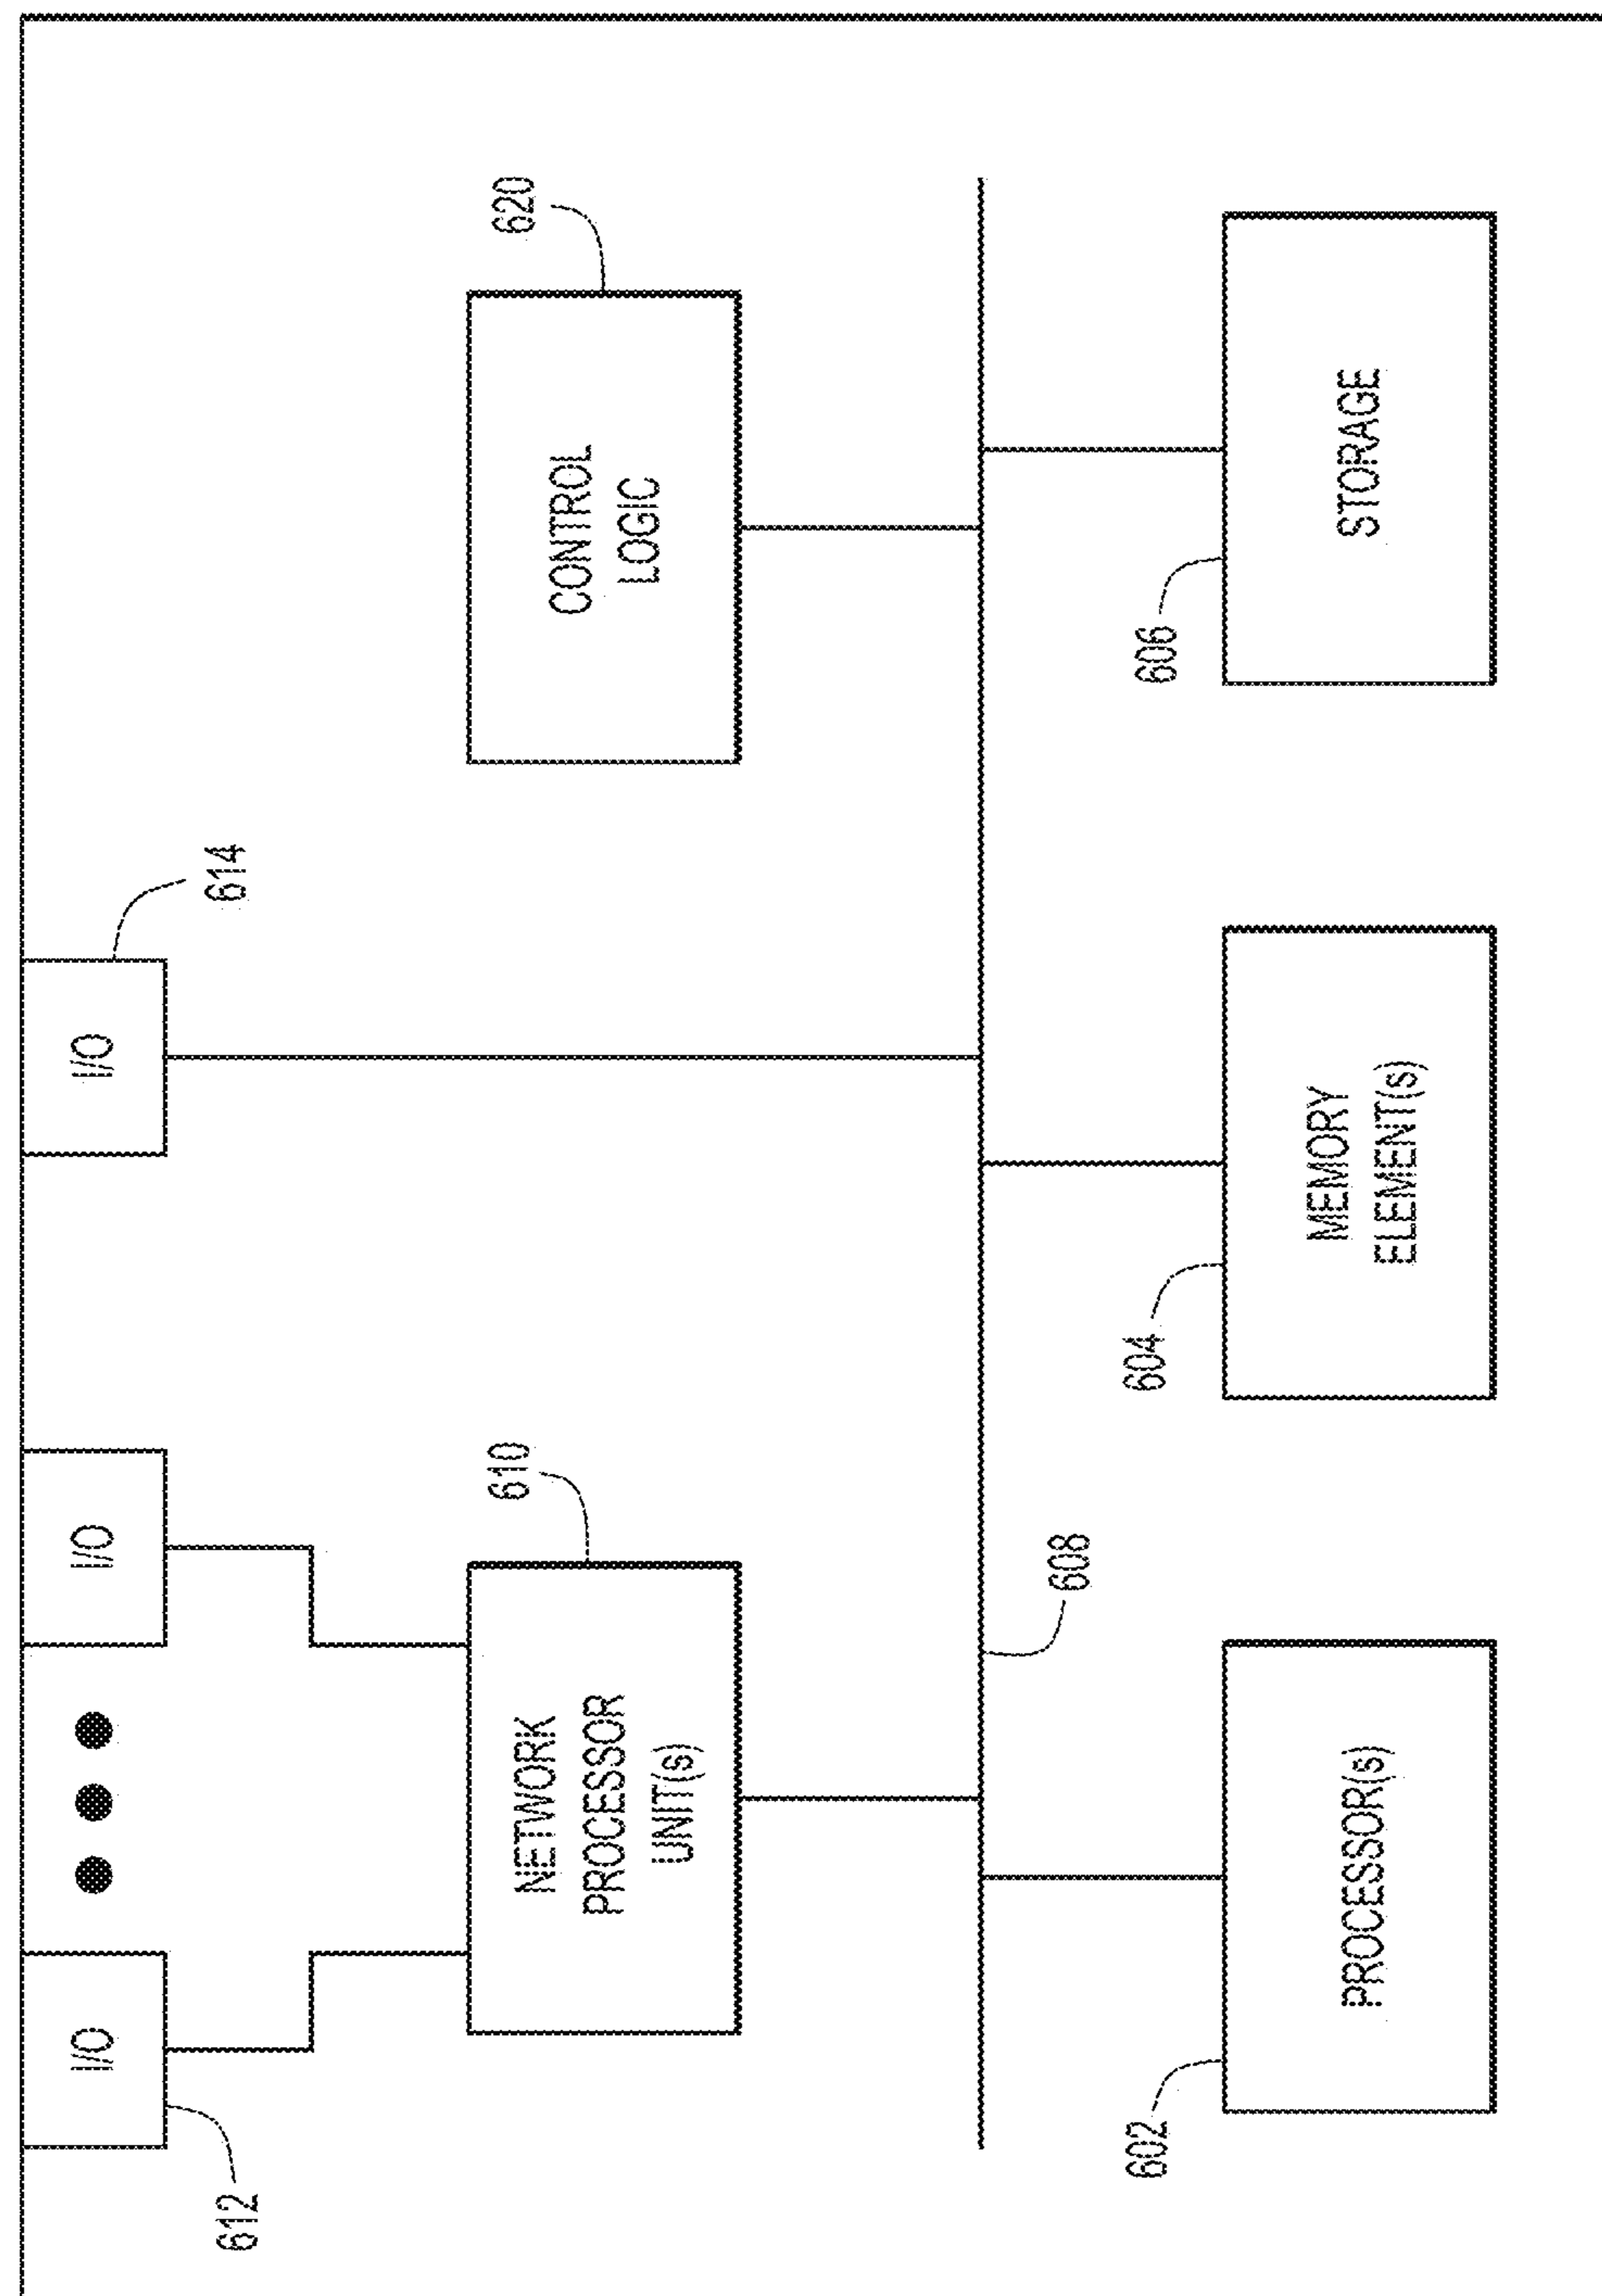 I/O
I/O
I/O
612
614
610
NETWORK
PROCESSOR
UNIT(s)
620
CONTROL
LOGIC
608
602
PROCESSOR(s)
604
MEMORY
ELEMENT(s)
606
STORAGE